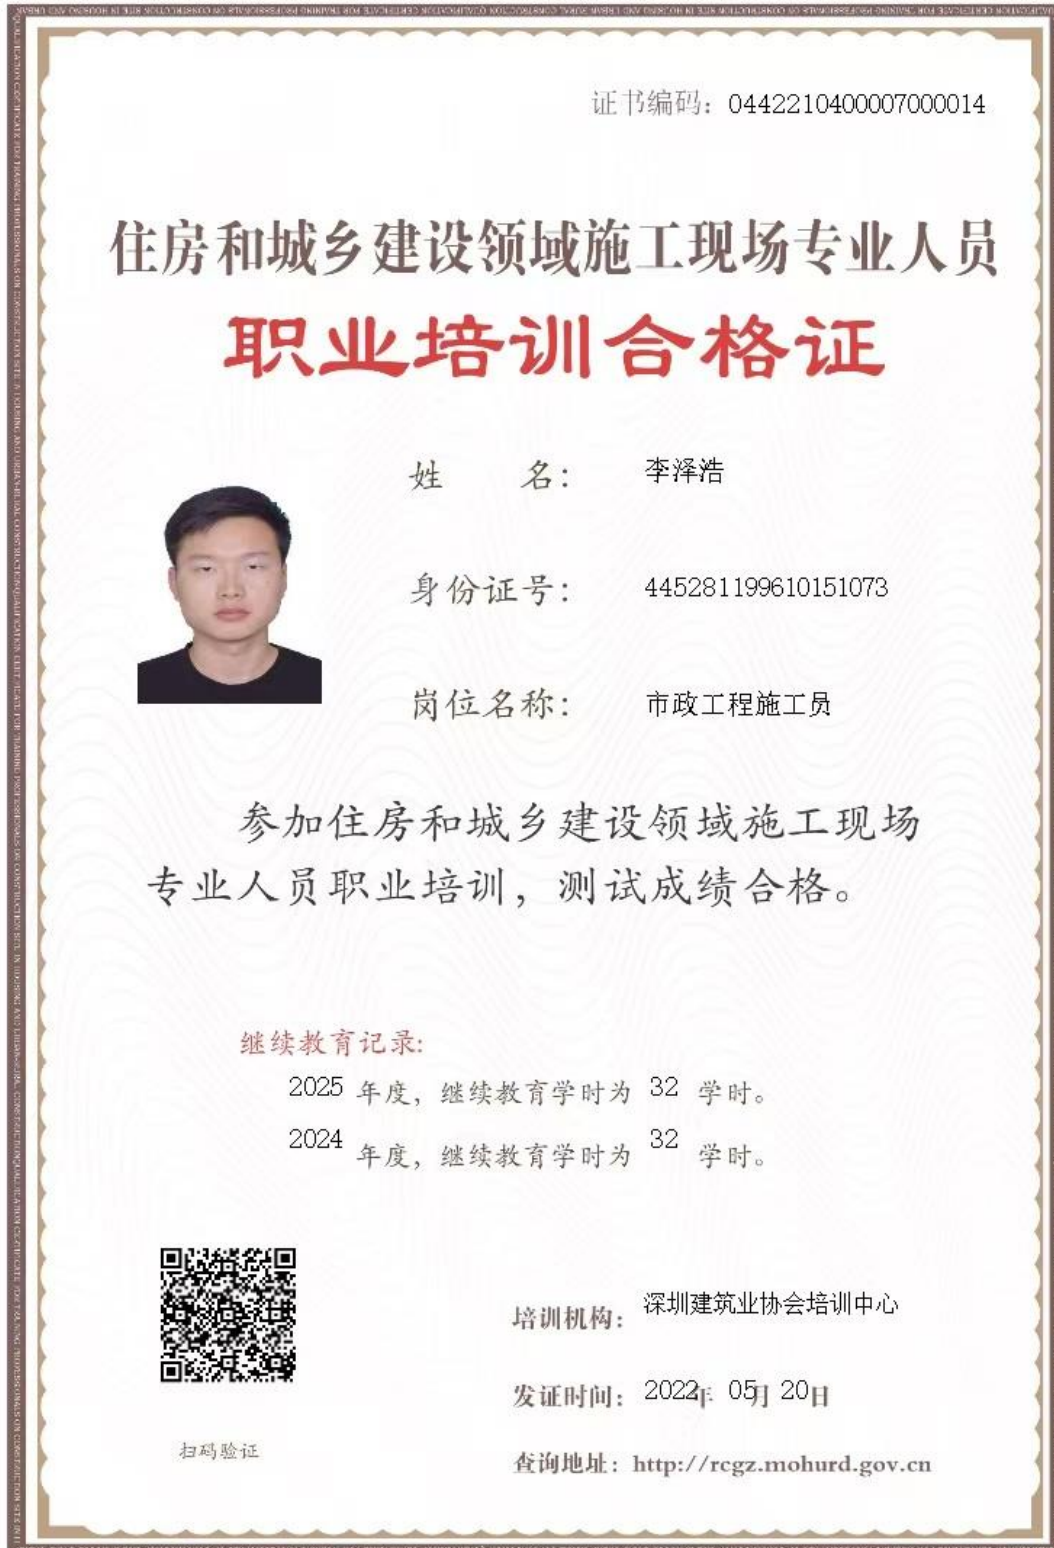 证书编码：0442210400007000014
住房和城乡建设领域施工现场专业人员
职业培训合格证
姓 名： 李泽浩
身份证号： 445281199610151073
岗位名称： 市政工程施工员
参加住房和城乡建设领域施工现场
专业人员职业培训，测试成绩合格。
继续教育记录:
2025 年度，继续教育学时为 32 学时。
2024 年度，继续教育学时为 32 学时。
培训机构： 深圳建筑业协会培训中心
发证时间： 2022年 05月 20日
扫码验证
查询地址：http://rcgz.mohurd.gov.cn